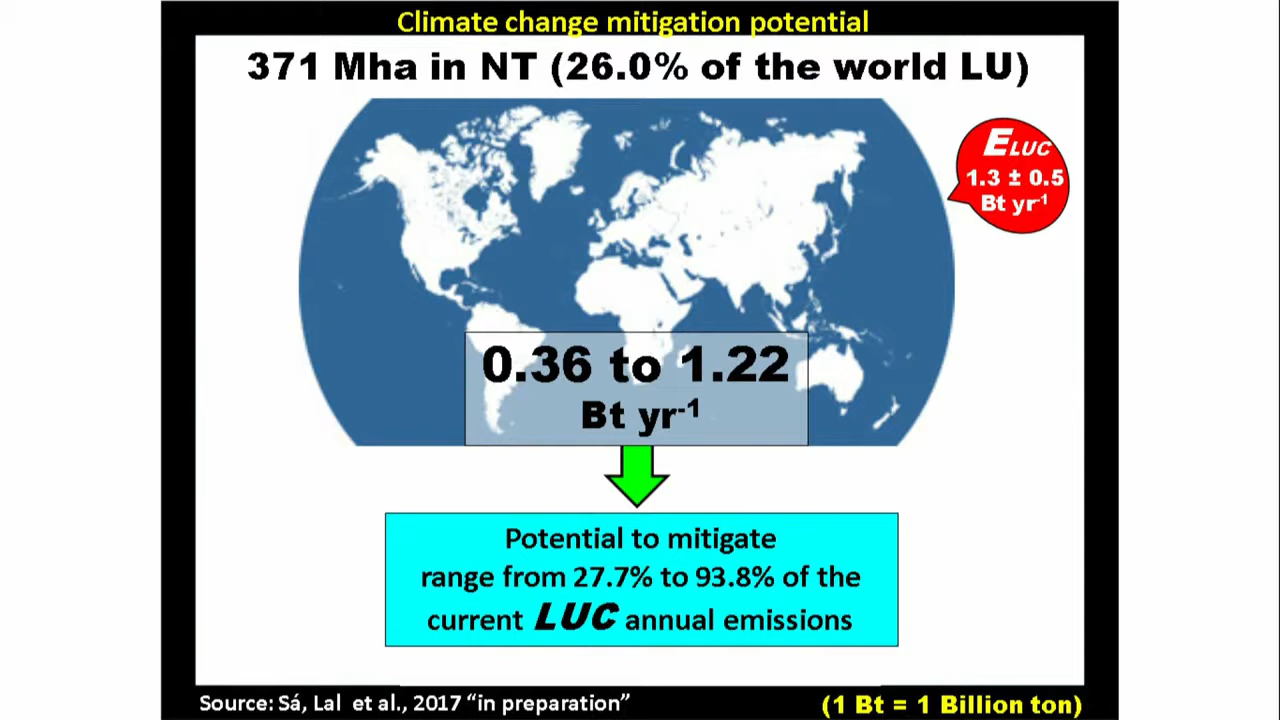 Climate change mitigation potential
371 Mha in NT (26.0% of the world LU)
ELUC
1.3 ± 0.5
Bt yr⁻¹
0.36 to 1.22
Bt yr⁻¹
Potential to mitigate
range from 27.7% to 93.8% of the
current LUC annual emissions
Source: Sá, Lal et al., 2017 “in preparation”
(1 Bt = 1 Billion ton)